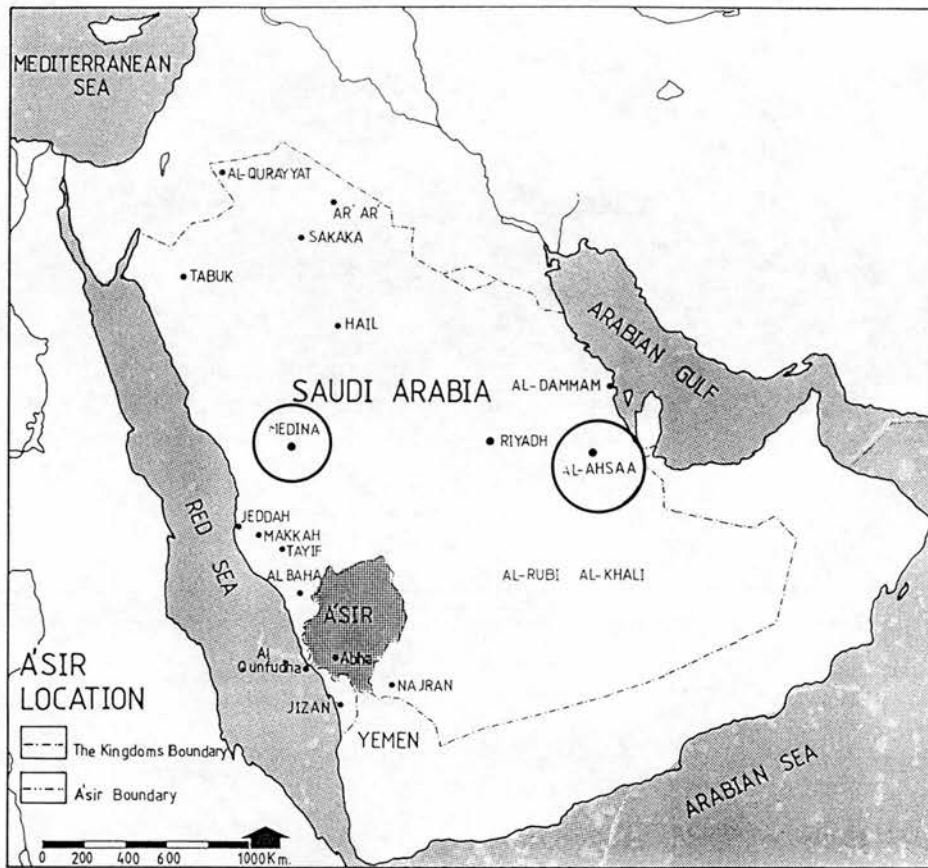 MEDITERRANEAN
SEA
AL-QURAYYAT
AR' AR'
SAKAKA
TABUK
HAIL
ARABIAN GULF
SAUDI ARABIA
AL-DAMMAM
MEDINA
RIYADH
AL-AHSAA
RED SEA
JEDDAH
MAKKAH
TAYIF
AL BAHA
AL-RUBI AL-KHALI
A'SIR
Abha
Al
Qunfudha
NAJRAN
JIZAN
YEMEN
ARABIAN SEA
A'SIR
LOCATION
The Kingdoms Boundary
A'sir Boundary
0 200 400 600 1000Km.